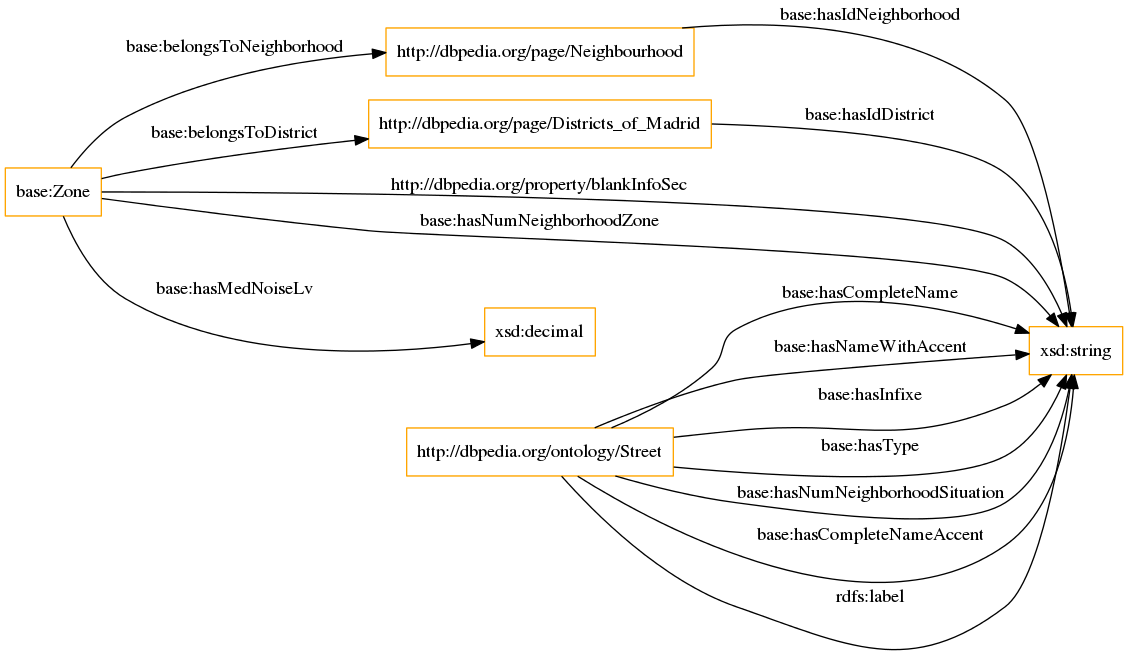 base:hasIdNeighborhood
base:belongsToNeighborhood
http://dbpedia.org/page/Neighbourhood
base:hasIdDistrict
base:belongsToDistrict
http://dbpedia.org/page/Districts_of_Madrid
base:Zone
http://dbpedia.org/property/blankInfoSec
base:hasNumNeighborhoodZone
base:hasMedNoiseLv
base:hasCompleteName
xsd:decimal
base:hasNameWithAccent
xsd:string
base:hasInfixe
http://dbpedia.org/ontology/Street
base:hasType
base:hasNumNeighborhoodSituation
base:hasCompleteNameAccent
rdfs:label